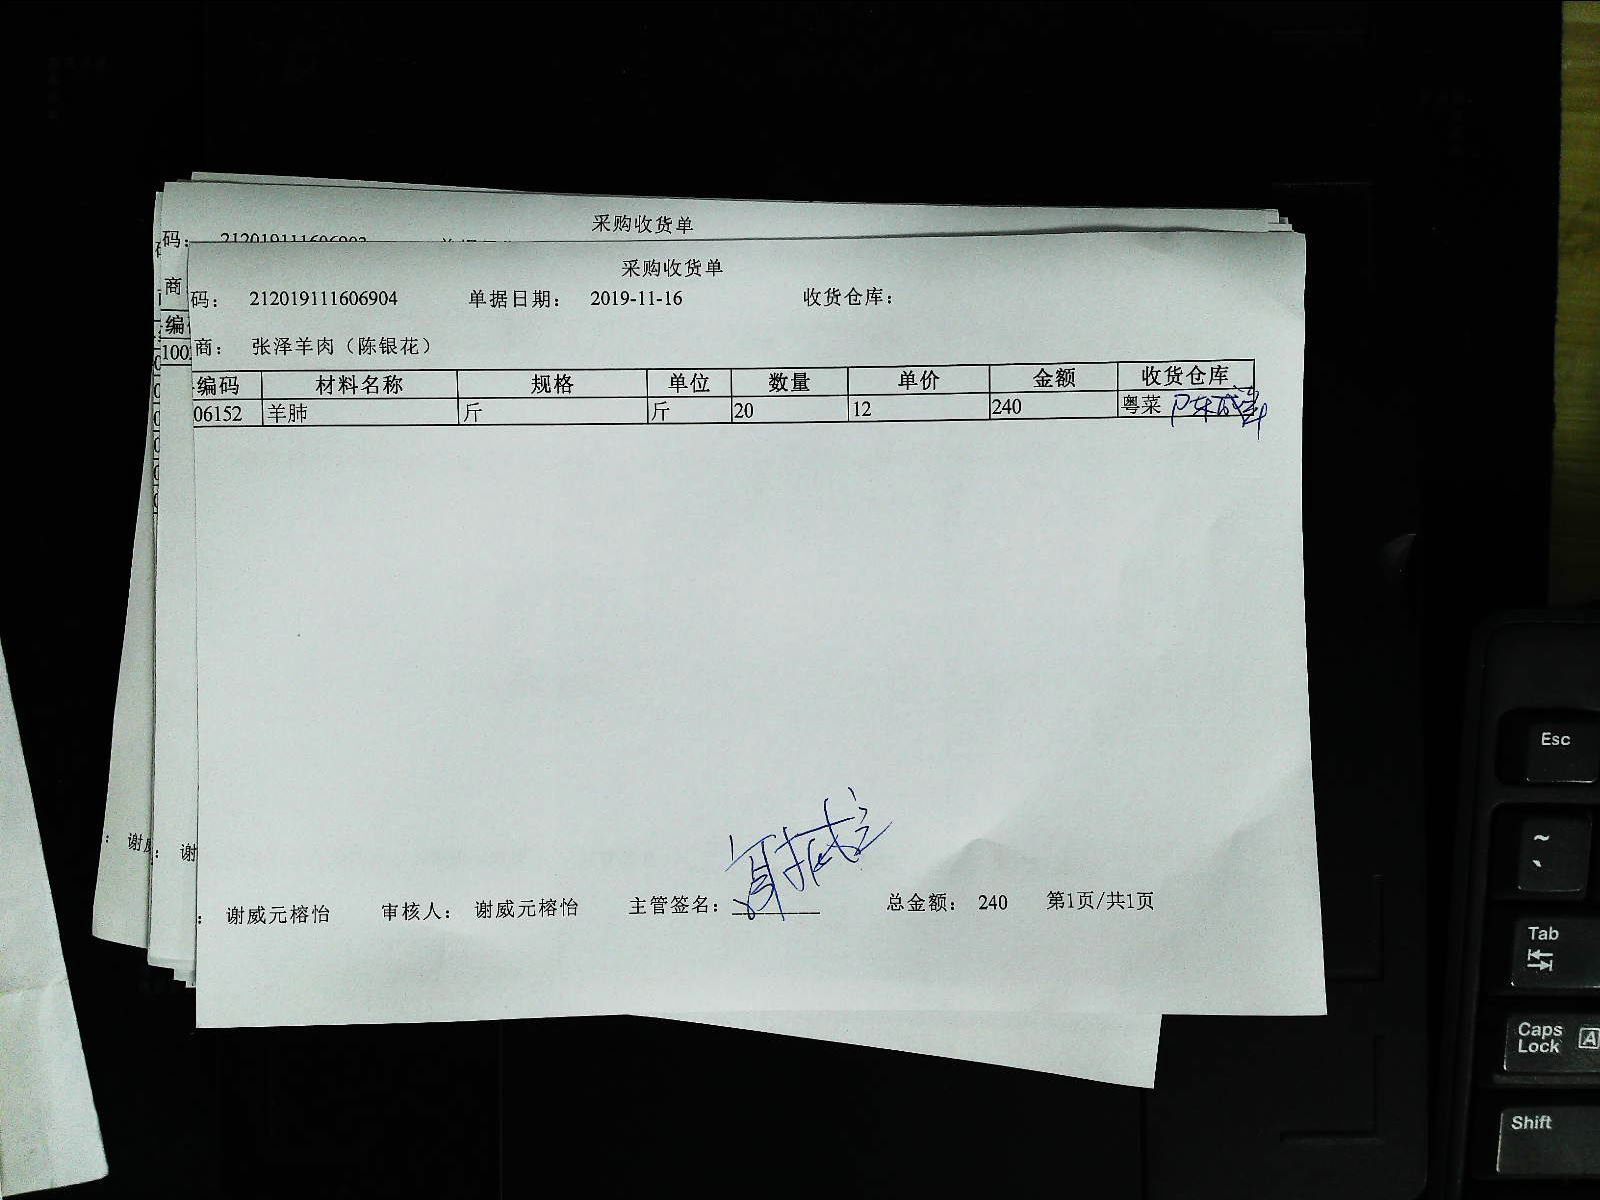 采购收货单
码： 212019111606903
采购收货单
码： 212019111606904 单据日期： 2019-11-16 收货仓库：
商
商： 张泽羊肉（陈银花）
编
100
编码 材料名称 规格 单位 数量 单价 金额 收货仓库
06152 羊肺 斤 斤 20 12 240 粤菜
： 谢威
： 谢
： 谢威元榕怡 审核人： 谢威元榕怡 主管签名： 总金额： 240 第1页/共1页
Esc
~
`
Tab
Caps Lock A
Shift